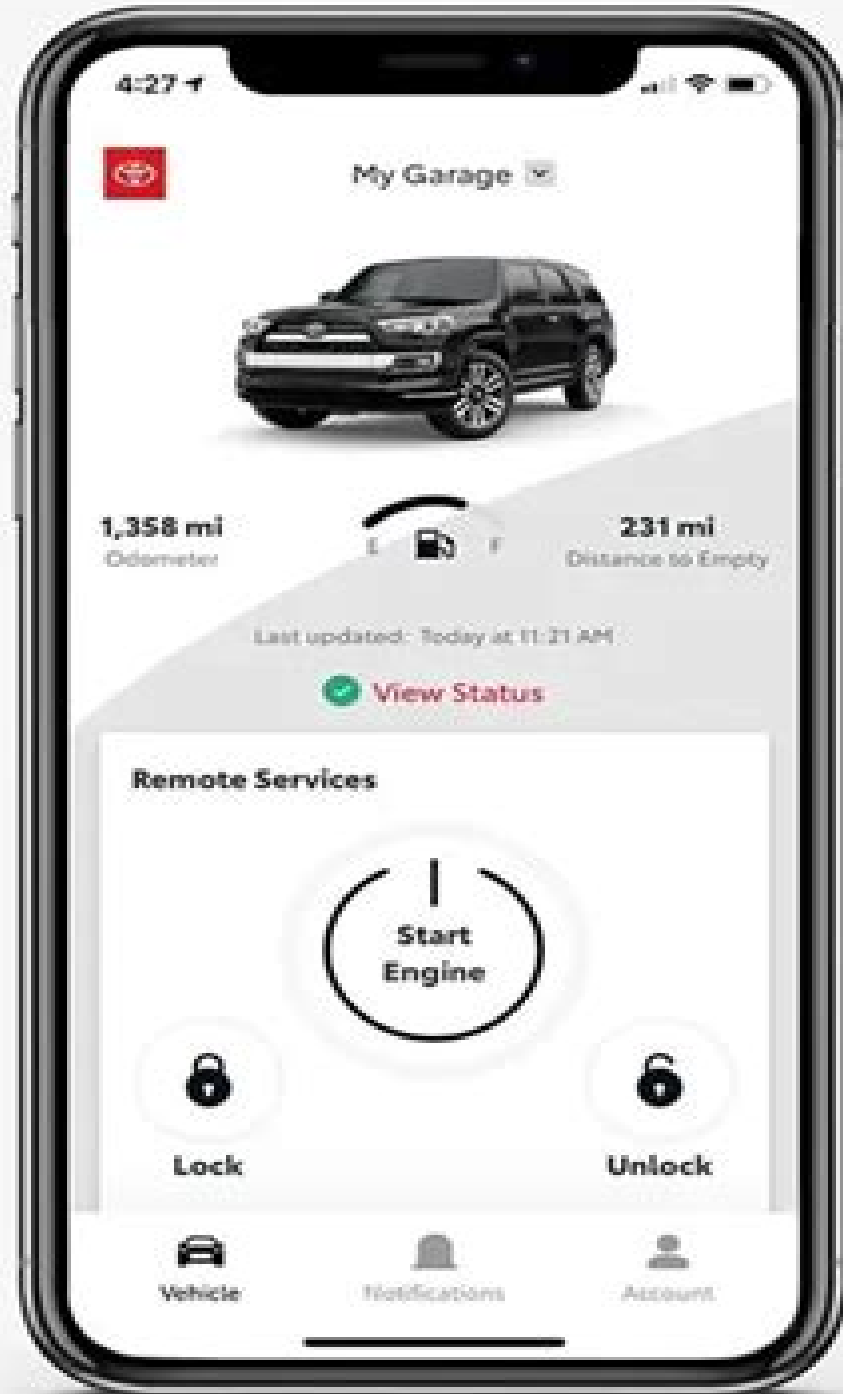 4:27
My Garage
1,358 mi
Odometer
E F
231 mi
Distance to Empty
Last updated: Today at 11:21 AM
View Status
Remote Services
Start
Engine
Lock
Unlock
Vehicle
Notifications
Account